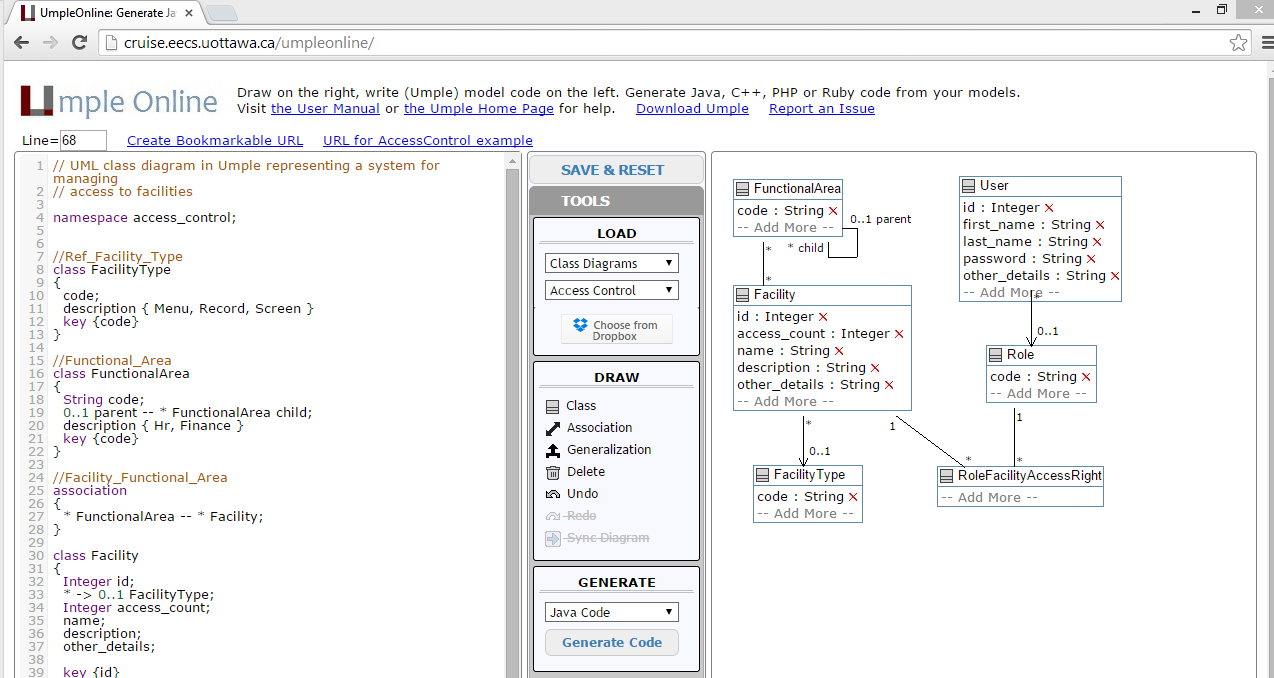 UmpleOnline: Generate Ja
cruise.eecs.uottawa.ca/umpleonline/
Umple Online
Draw on the right, write (Umple) model code on the left. Generate Java, C++, PHP or Ruby code from your models.
Visit the User Manual or the Umple Home Page for help. Download Umple Report an Issue
Line= 68 Create Bookmarkable URL URL for AccessControl example
1 // UML class diagram in Umple representing a system for
managing
2 // access to facilities
3
4 namespace access_control;
5
6
7 //Ref_Facility_Type
8 class FacilityType
9 {
10 code;
11 description { Menu, Record, Screen }
12 key {code}
13 }
14
15 //Functional_Area
16 class FunctionalArea
17 {
18 String code;
19 0..1 parent -- * FunctionalArea child;
20 description { Hr, Finance }
21 key {code}
22 }
23
24 //Facility_Functional_Area
25 association
26 {
27 * FunctionalArea -- * Facility;
28 }
29
30 class Facility
31 {
32 Integer id;
33 * -> 0..1 FacilityType;
34 Integer access_count;
35 name;
36 description;
37 other_details;
38
39 key {id}
SAVE & RESET
TOOLS
LOAD
Class Diagrams
Access Control
Choose from
Dropbox
DRAW
Class
Association
Generalization
Delete
Undo
Redo
Sync Diagram
GENERATE
Java Code
Generate Code
FunctionalArea
code : String
-- Add More --
0..1 parent
* child
*
*
Facility
id : Integer
access_count : Integer
name : String
description : String
other_details : String
-- Add More --
*
0..1
FacilityType
code : String
-- Add More --
User
id : Integer
first_name : String
last_name : String
password : String
other_details : String
-- Add More --
*
0..1
Role
code : String
-- Add More --
1
1
*
*
RoleFacilityAccessRight
-- Add More --